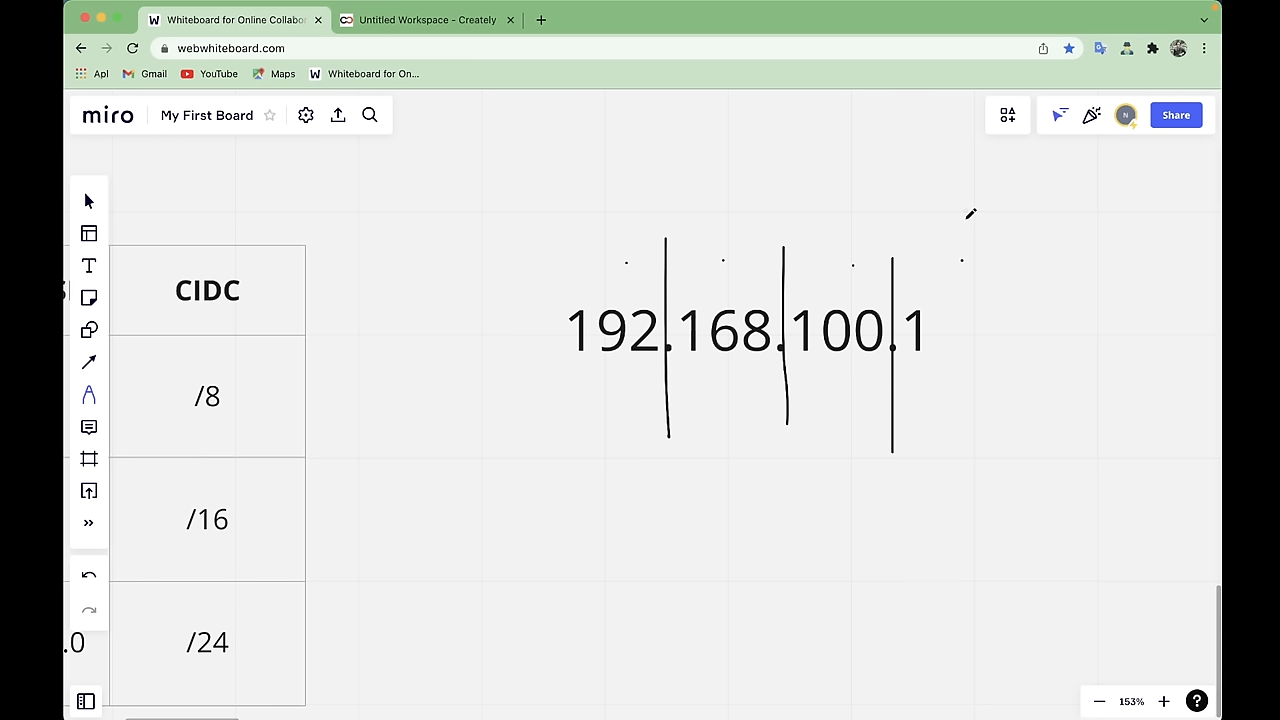 Whiteboard for Online Collabo
Untitled Workspace - Creately
webwhiteboard.com
Apl
Gmail
YouTube
Maps
Whiteboard for On...
miro
My First Board
N
Share
CIDC
/8
/16
/24
.0
192.168.100.1
153%